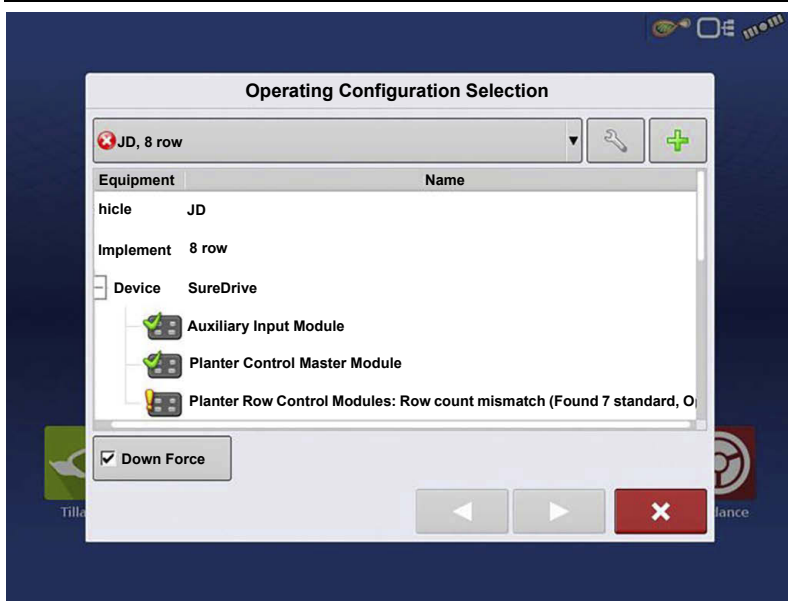 Operating Configuration Selection
JD, 8 row
Equipment Name
hicle JD
Implement 8 row
Device SureDrive
Auxiliary Input Module
Planter Control Master Module
Planter Row Control Modules: Row count mismatch (Found 7 standard, O
Down Force
Tilla
dance